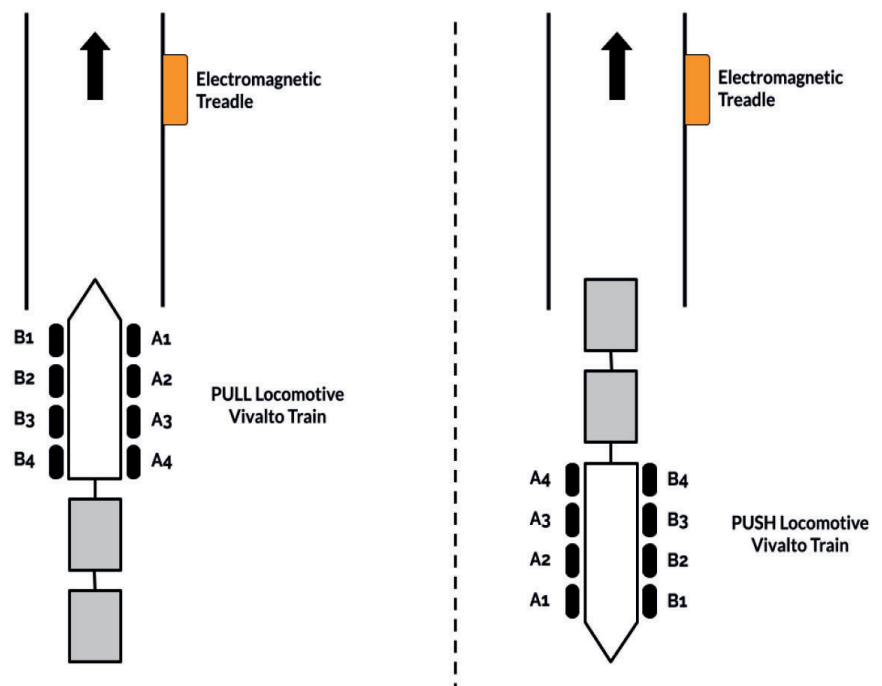 Electromagnetic
Treadle
B1
A1
B2
A2
B3
A3
B4
A4
PULL Locomotive
Vivalto Train
Electromagnetic
Treadle
A4
B4
A3
B3
A2
B2
A1
B1
PUSH Locomotive
Vivalto Train